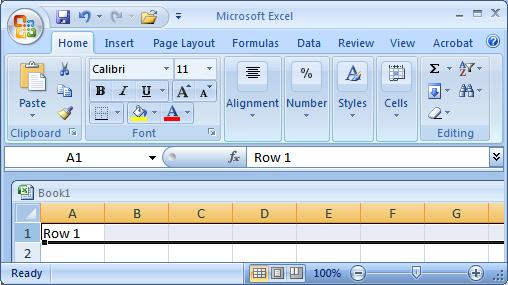 Microsoft Excel
Home Insert Page Layout Formulas Data Review View Acrobat
Calibri 11
Paste B I U A A Alignment Number Styles Cells Σ
% A
Clipboard Font Editing
A1 fx Row 1
Book1
A B C D E F G
1 Row 1
2
Ready 100%